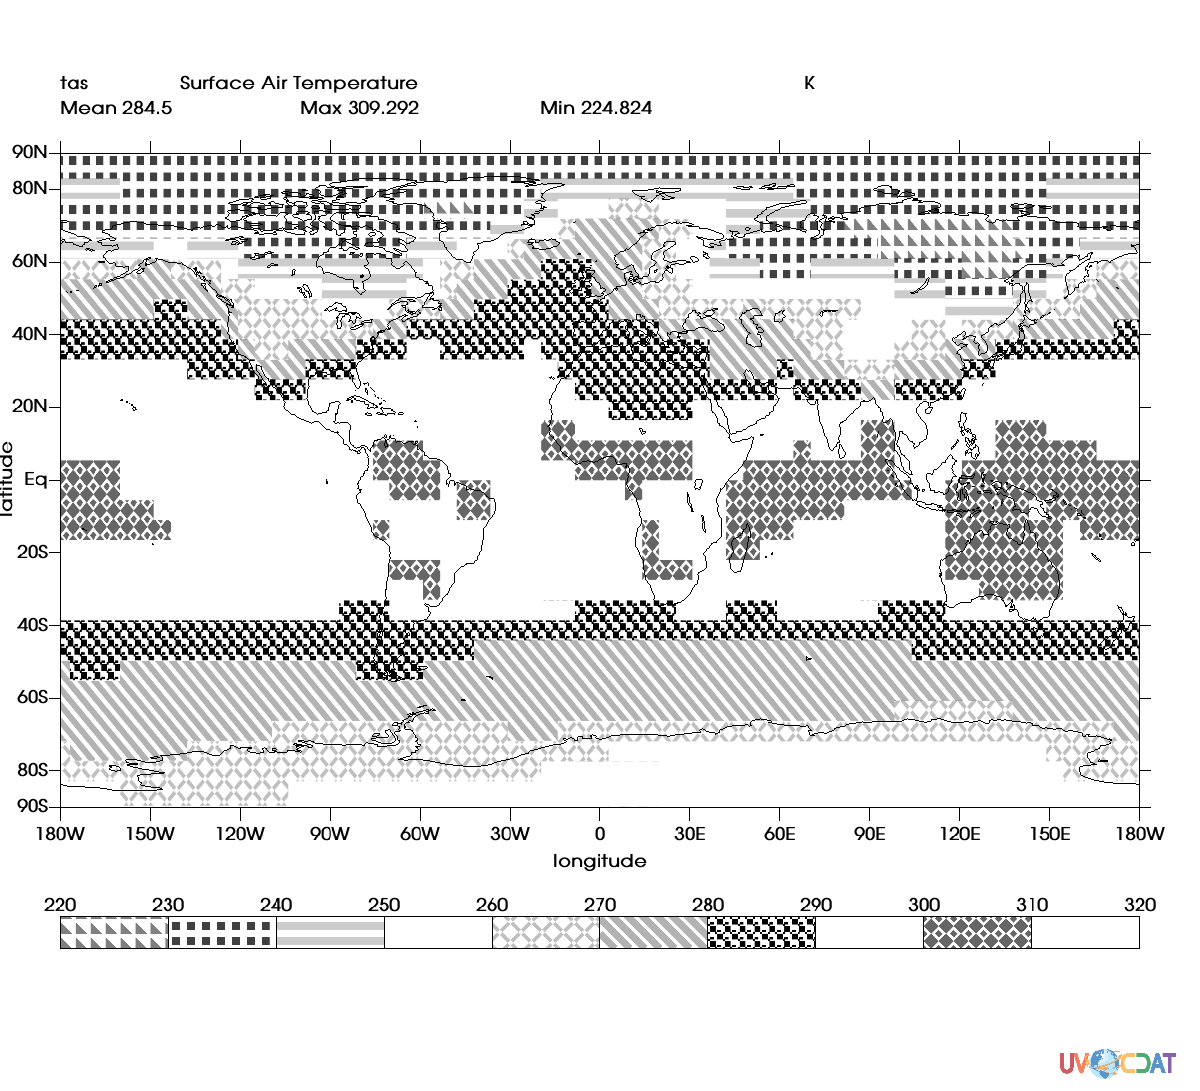 tas Surface Air Temperature K
Mean 284.5 Max 309.292 Min 224.824
90N
80N
60N
40N
20N
Eq
20S
40S
60S
80S
90S
latitude
180W 150W 120W 90W 60W 30W 0 30E 60E 90E 120E 150E 180W
longitude
220 230 240 250 260 270 280 290 300 310 320
UV CDAT